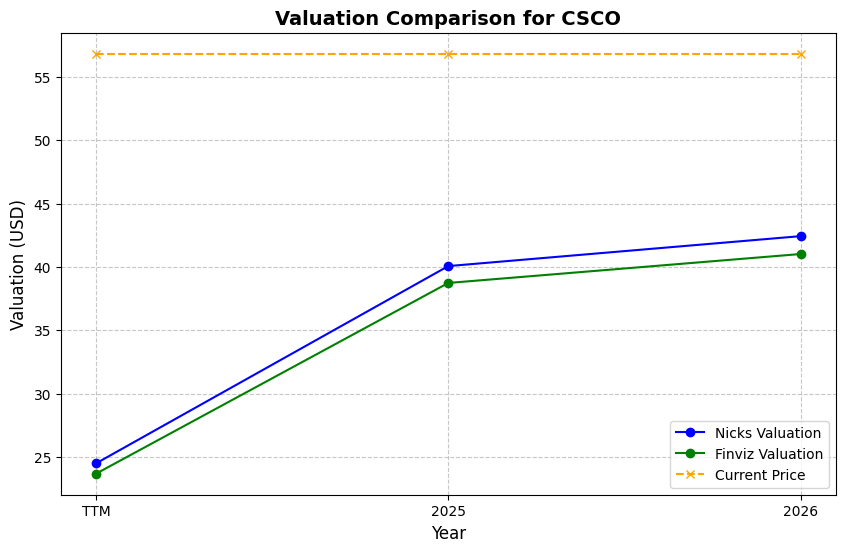 Valuation Comparison for CSCO
Valuation (USD)
55
50
45
40
35
30
25
TTM
2025
2026
Year
Nicks Valuation
Finviz Valuation
Current Price